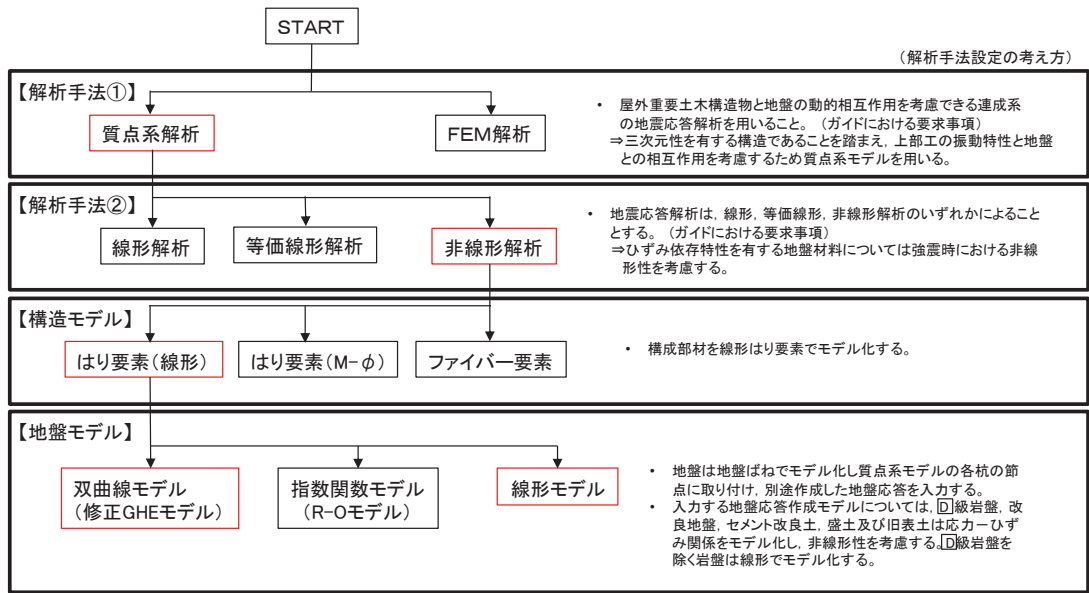 START
（解析手法設定の考え方）
【解析手法①】
質点系解析
FEM解析
・ 屋外重要土木構造物と地盤の動的相互作用を考慮できる連成系
の地震応答解析を用いること。（ガイドにおける要求事項）
⇒三次元性を有する構造であることを踏まえ，上部工の振動特性と地盤
との相互作用を考慮するため質点系モデルを用いる。
【解析手法②】
線形解析
等価線形解析
非線形解析
・ 地震応答解析は，線形，等価線形，非線形解析のいずれかによること
とする。（ガイドにおける要求事項）
⇒ひずみ依存特性を有する地盤材料については強震時における非線
形性を考慮する。
【構造モデル】
はり要素（線形）
はり要素（M-φ）
ファイバー要素
・ 構成部材を線形はり要素でモデル化する。
【地盤モデル】
双曲線モデル
（修正GHEモデル）
指数関数モデル
（R-Oモデル）
線形モデル
・ 地盤は地盤ばねでモデル化し質点系モデルの各杭の節
点に取り付け，別途作成した地盤応答を入力する。
・ 入力する地盤応答作成モデルについては，D級岩盤，改
良地盤，セメント改良土，盛土及び旧表土は応力ーひず
み関係をモデル化し，非線形性を考慮する。D級岩盤を
除く岩盤は線形でモデル化する。